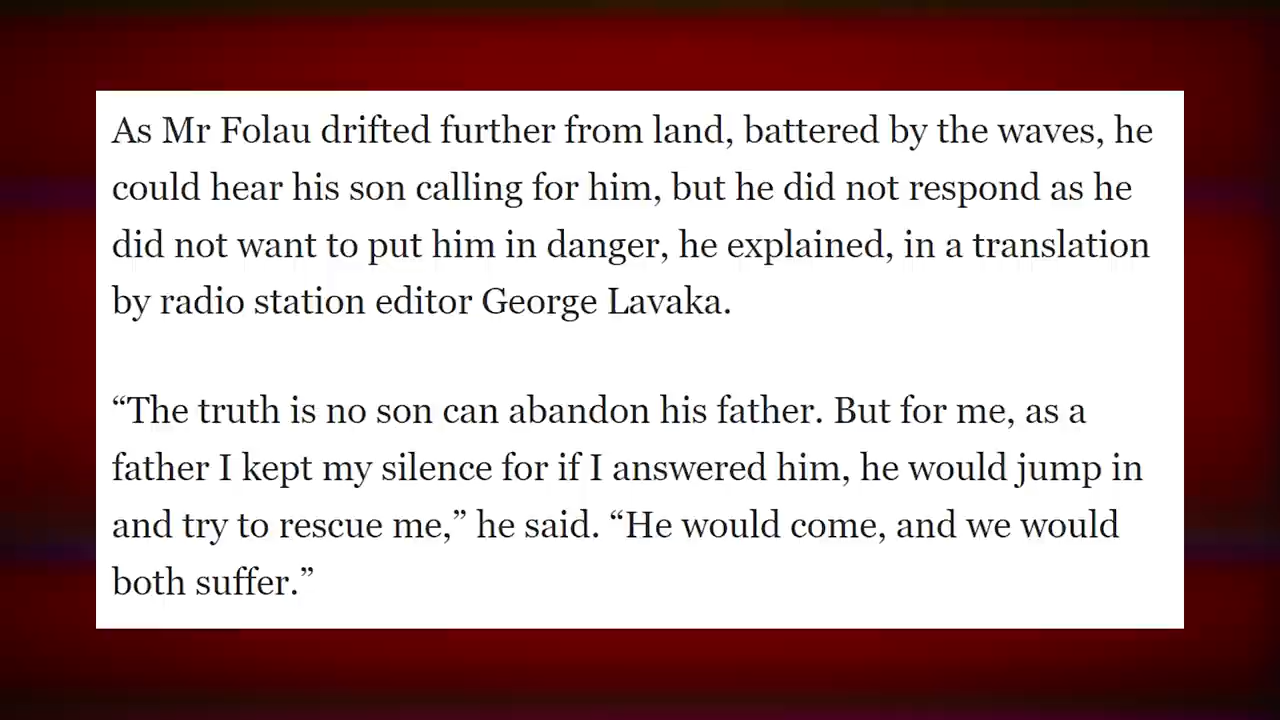 As Mr Folau drifted further from land, battered by the waves, he
could hear his son calling for him, but he did not respond as he
did not want to put him in danger, he explained, in a translation
by radio station editor George Lavaka.
“The truth is no son can abandon his father. But for me, as a
father I kept my silence for if I answered him, he would jump in
and try to rescue me,” he said. “He would come, and we would
both suffer.”